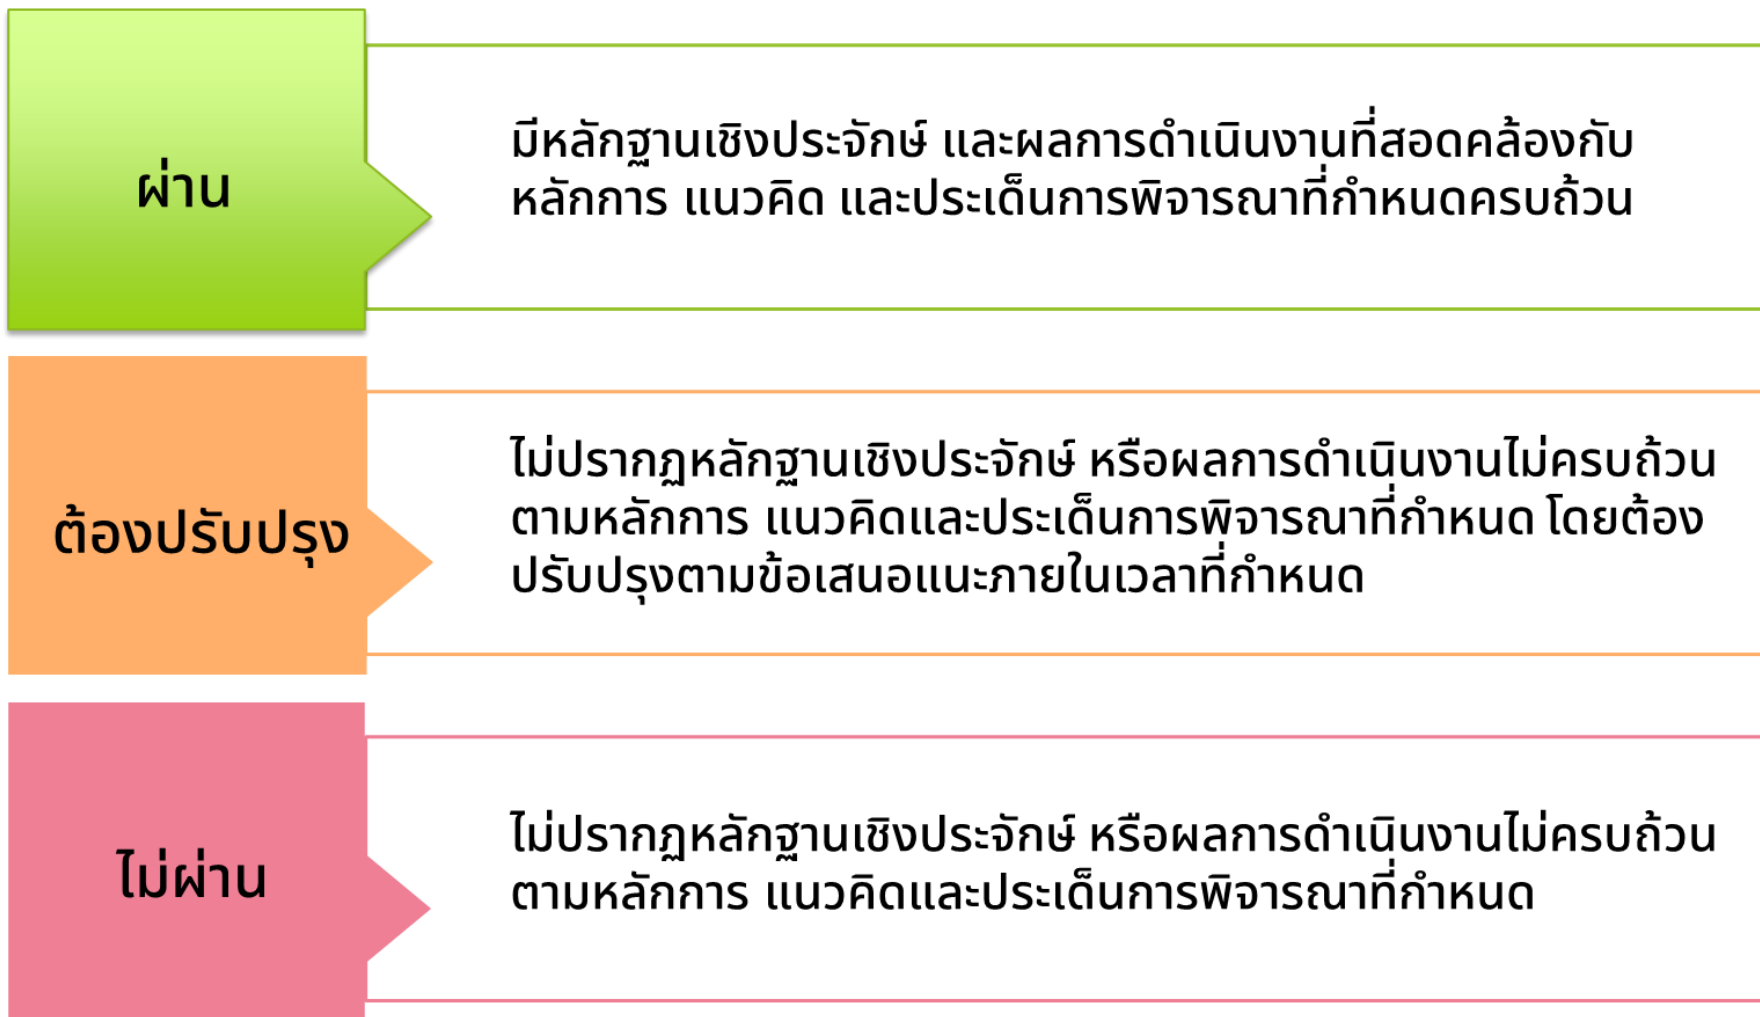 ผ่าน
มีหลักฐานเชิงประจักษ์ และผลการดำเนินงานที่สอดคล้องกับ
หลักการ แนวคิด และประเด็นการพิจารณาที่กำหนดครบถ้วน
ต้องปรับปรุง
ไม่ปรากฏหลักฐานเชิงประจักษ์ หรือผลการดำเนินงานไม่ครบถ้วน
ตามหลักการ แนวคิดและประเด็นการพิจารณาที่กำหนด โดยต้อง
ปรับปรุงตามข้อเสนอแนะภายในเวลาที่กำหนด
ไม่ผ่าน
ไม่ปรากฏหลักฐานเชิงประจักษ์ หรือผลการดำเนินงานไม่ครบถ้วน
ตามหลักการ แนวคิดและประเด็นการพิจารณาที่กำหนด